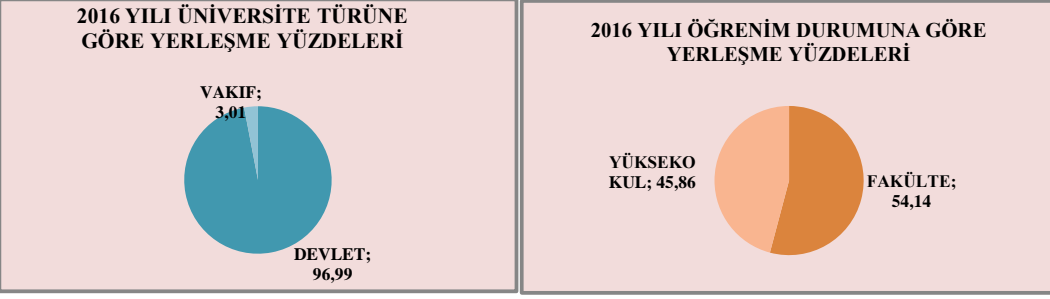 2016 YILI ÜNİVERSİTE TÜRÜNE
GÖRE YERLEŞME YÜZDELERİ
VAKIF;
3,01
DEVLET;
96,99
2016 YILI ÖĞRENİM DURUMUNA GÖRE
YERLEŞME YÜZDELERİ
YÜKSEKO
KUL; 45,86
FAKÜLTE;
54,14